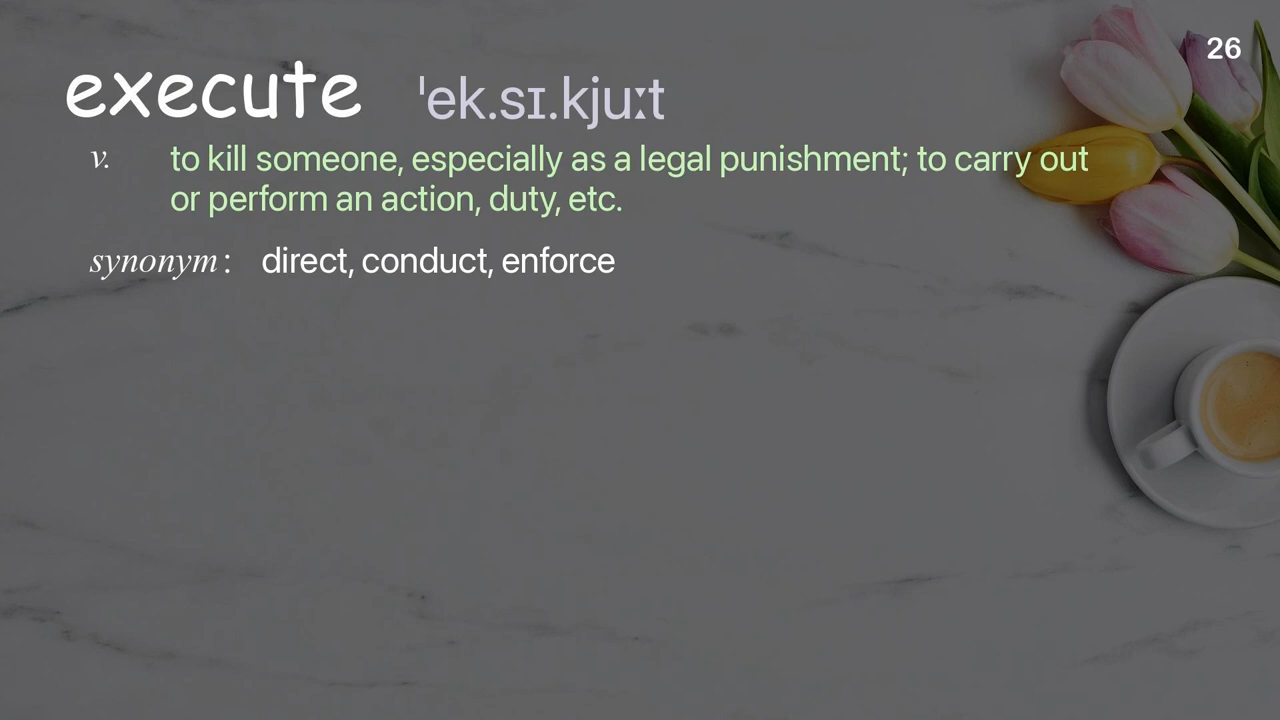 26
execute ˈek.sɪ.kjuːt
v. to kill someone, especially as a legal punishment; to carry out
or perform an action, duty, etc.
synonym : direct, conduct, enforce